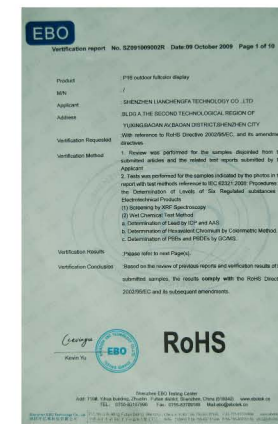 EBO
Verification report No. SZ091009002R Date:09 October 2009 Page 1 of 10
Product : P16 outdoor fullcolor display
M/N : /
Applicant : SHENZHEN LIANCHENGFA TECHNOLOGY CO .,LTD
Address : BLDG A THE SECOND TECHNOLOGICAL REGION
YUXINGBAOAN AV,BAOAN DISTRICT,SHENZHEN CITY
Verification Requested :With reference to RoHS Directive 2002/95/EC, and its amendme
directives
Verification Method : 1. Review was performed for the samples disjointed from t
submitted articles and the related test reports submitted by t
Applicant
2. Tests was performed for the samples indicated by the photos in t
report with test methods reference to IEC 62321:2008: Procedures
the Determination of Levels of Six Regulated substances
Electrotechnical Products
(1) Screening by XRF Spectroscopy
(2) Wet Chemical Test Method
a. Determination of Lead by ICP and AAS.
b. Determination of Hexavalent Chromium by Colorimetric Method.
c. Determination of PBBs and PBDEs by GC/MS.
Verification Results :Please refer to next Page(s).
Verification Conclusion :Based on the review of previous reports and verification results of
submitted samples, the results comply with the RoHS Direct
2002/95/EC and its subsequent amendments.
EBO
RoHS
Kevin Yu
Shenzhen EBO Testing Center